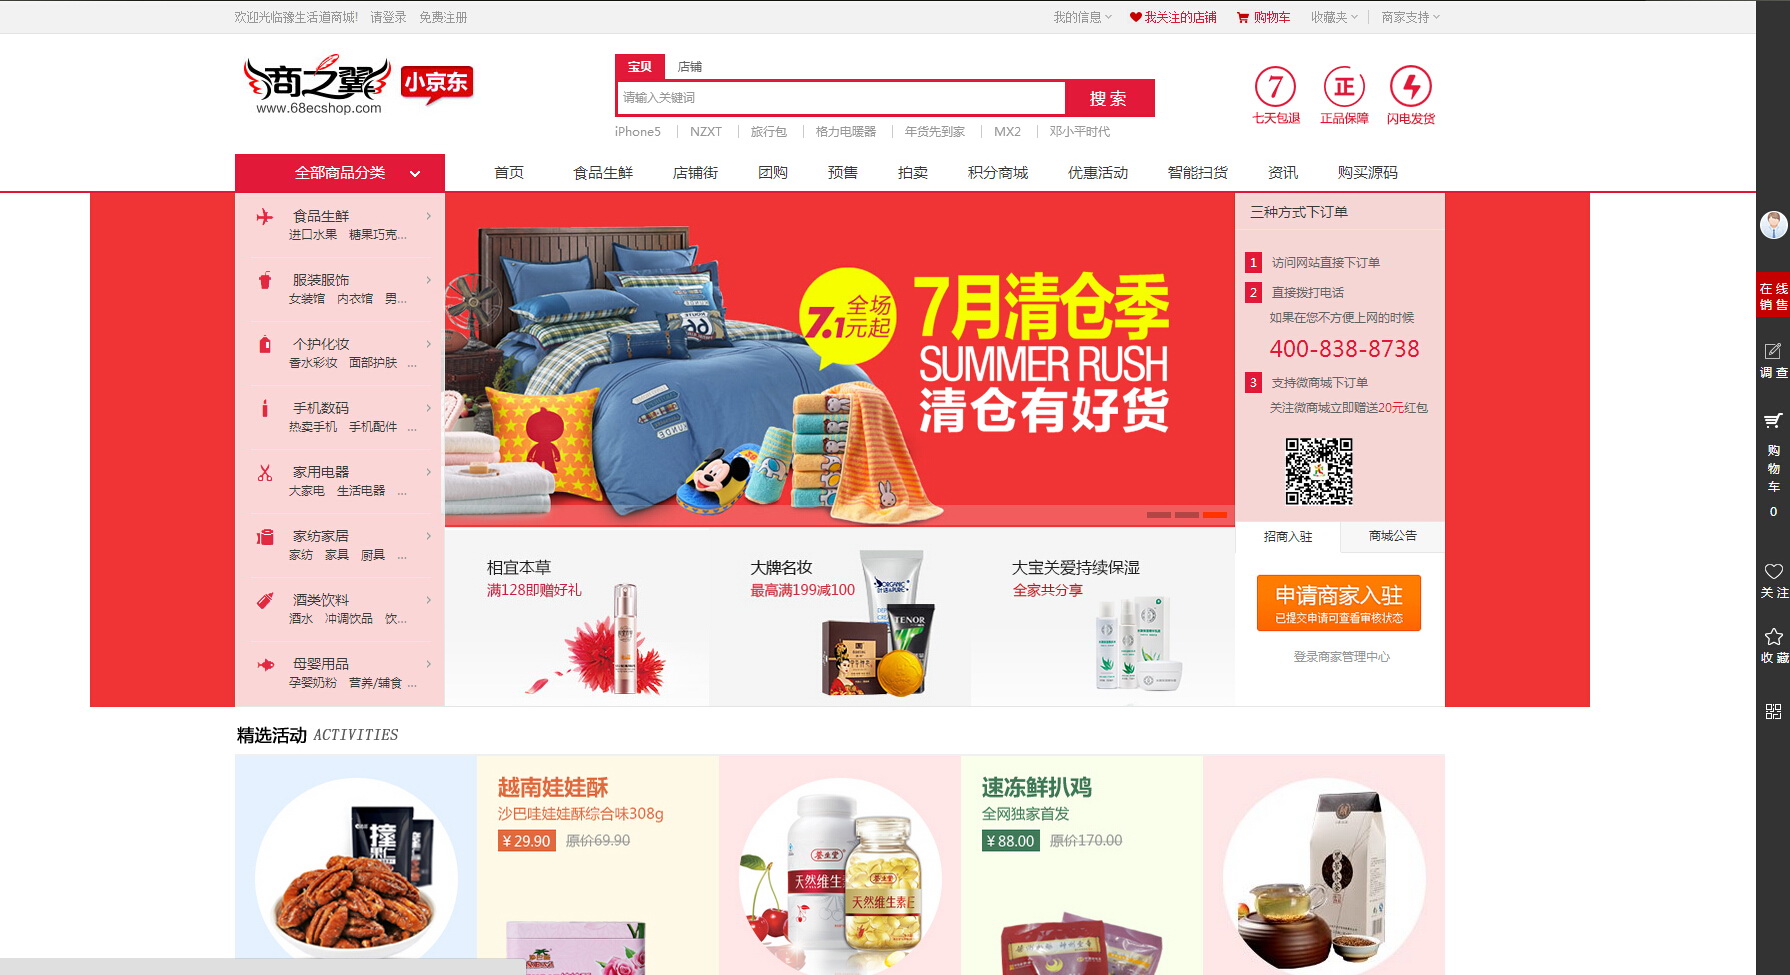 欢迎光临豫生活道商城! 请登录 免费注册
我的信息 我关注的店铺 购物车 收藏夹 商家支持
商之翼 小京东
www.68ecshop.com
宝贝 店铺
请输入关键词 搜索
iPhone5 NZXT 旅行包 格力电暖器 年货先到家 MX2 邓小平时代
7 正
七天包退 正品保障 闪电发货
全部商品分类 首页 食品生鲜 店铺街 团购 预售 拍卖 积分商城 优惠活动 智能扫货 资讯 购买源码
食品生鲜
进口水果 糖果巧克...
服装服饰
女装馆 内衣馆 男...
个护化妆
香水彩妆 面部护肤 ...
手机数码
热卖手机 手机配件 ...
家用电器
大家电 生活电器 ...
家纺家居
家纺 家具 厨具 ...
酒类饮料
酒水 冲调饮品 饮...
母婴用品
孕婴奶粉 营养/辅食 ...
7.1
全场
元起
7月清仓季
SUMMER RUSH
清仓有好货
三种方式下订单
1 访问网站直接下订单
2 直接拨打电话
如果在您不方便上网的时候
400-838-8738
3 支持微商城下订单
关注微商城立即赠送20元红包
招商入驻 商城公告
申请商家入驻
已提交申请可查看审核状态
登录商家管理中心
相宜本草
满128即赠好礼
大牌名妆
最高满199减100
ORGANIC
TENOR
大宝关爱持续保湿
全家共分享
在线
销售
调查
购
物
车
0
关注
收藏
精选活动 ACTIVITIES
越南娃娃酥
沙巴哇娃娃酥综合味308g
¥29.90 原价69.90
养生堂
天然维生
养生堂
天然维生素E
速冻鲜扒鸡
全网独家首发
¥88.00 原价170.00